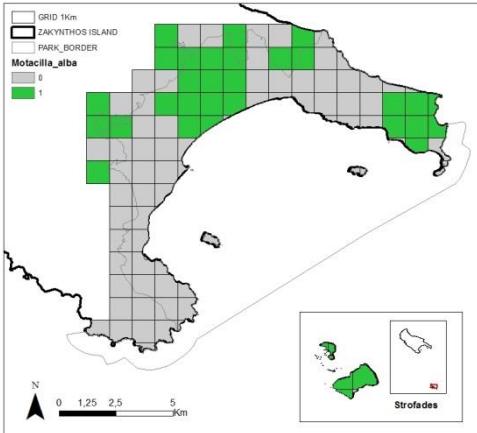 GRID 1Km
ZAKYNTHOS ISLAND
PARK_BORDER
Motacilla_alba
0
1
N
0 1,25 2,5 5
Km
Strofades